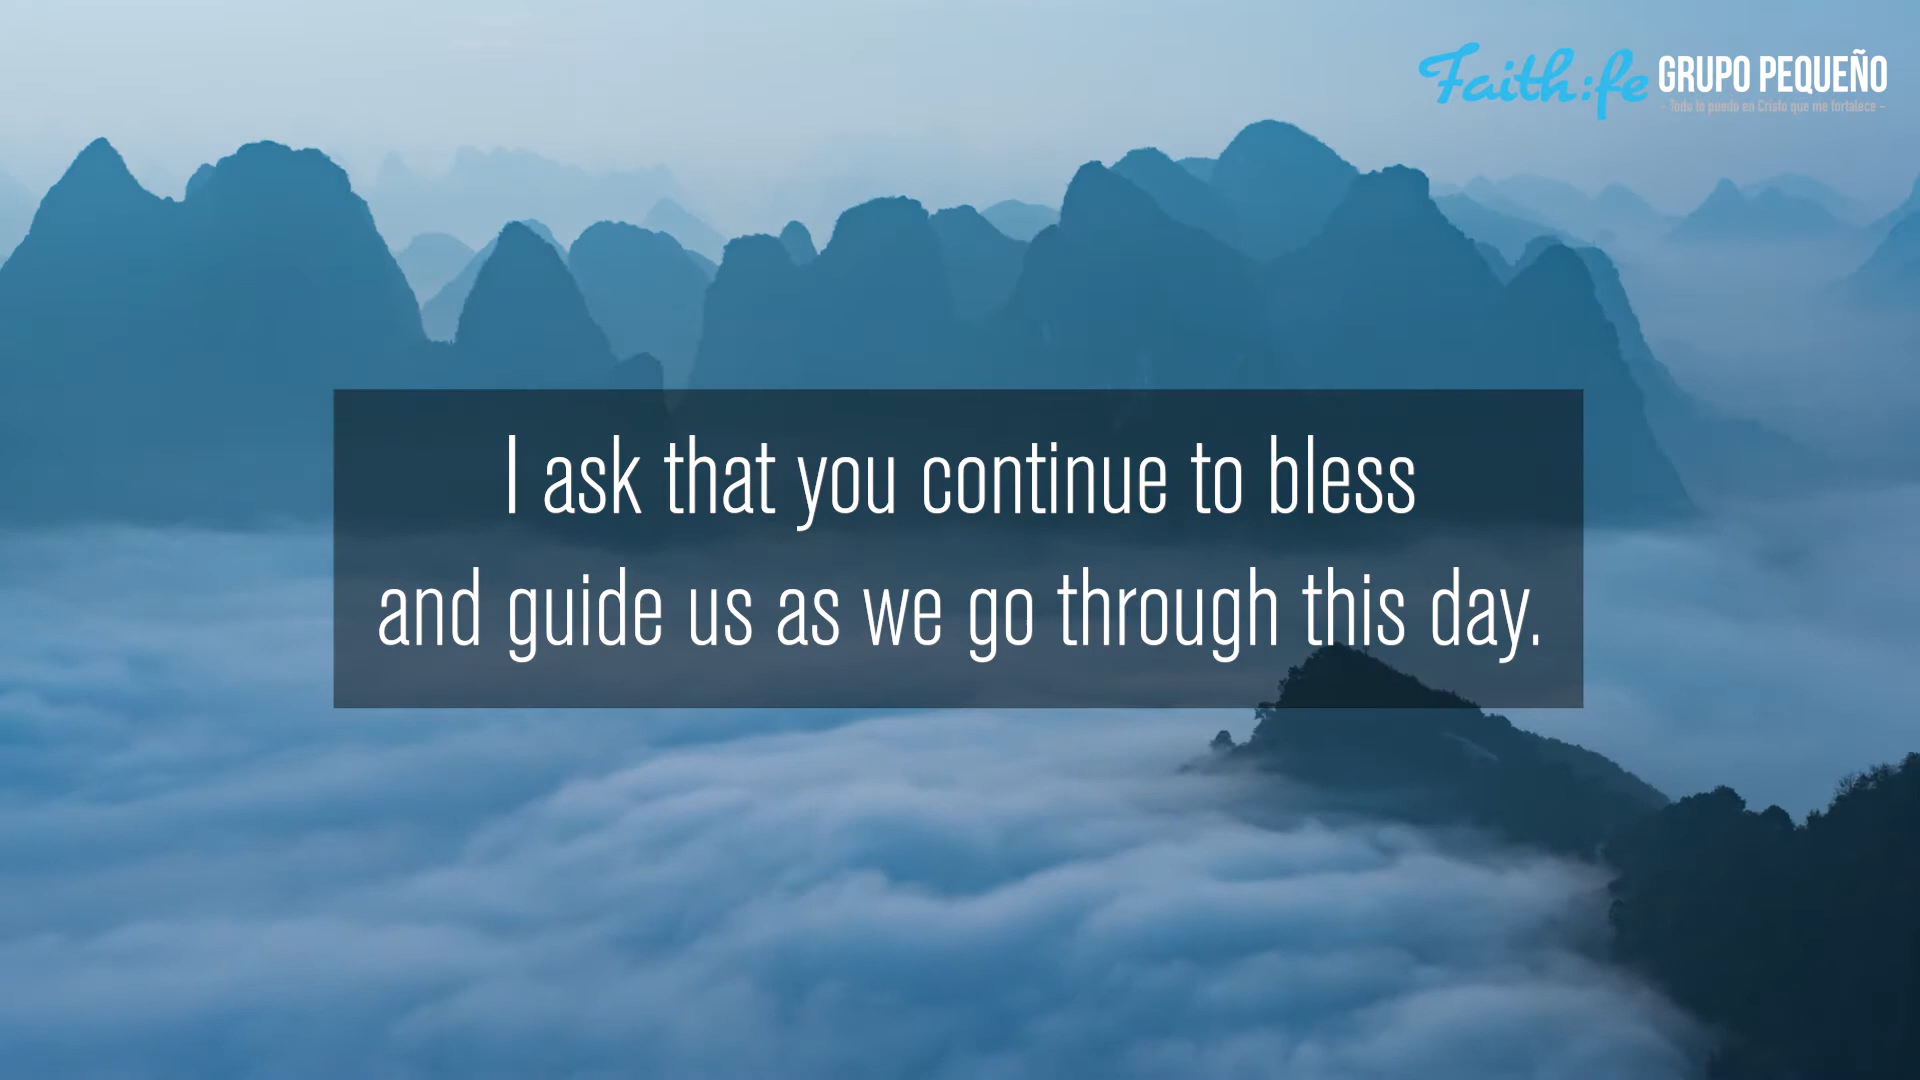 Faith:fe GRUPO PEQUEÑO
- Todo lo puedo en Cristo que me fortalece -
I ask that you continue to bless
and guide us as we go through this day.